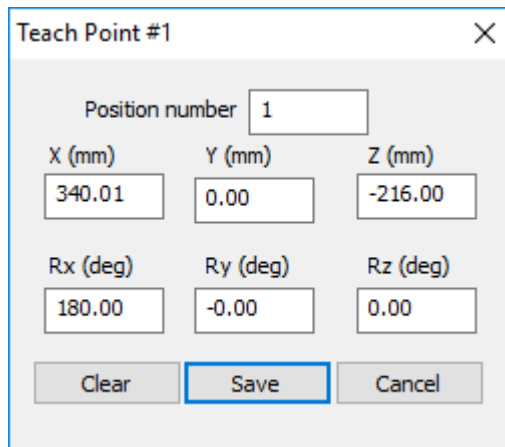 Teach Point #1
Position number 1
X (mm) Y (mm) Z (mm)
340.01 0.00 -216.00
Rx (deg) Ry (deg) Rz (deg)
180.00 -0.00 0.00
Clear Save Cancel